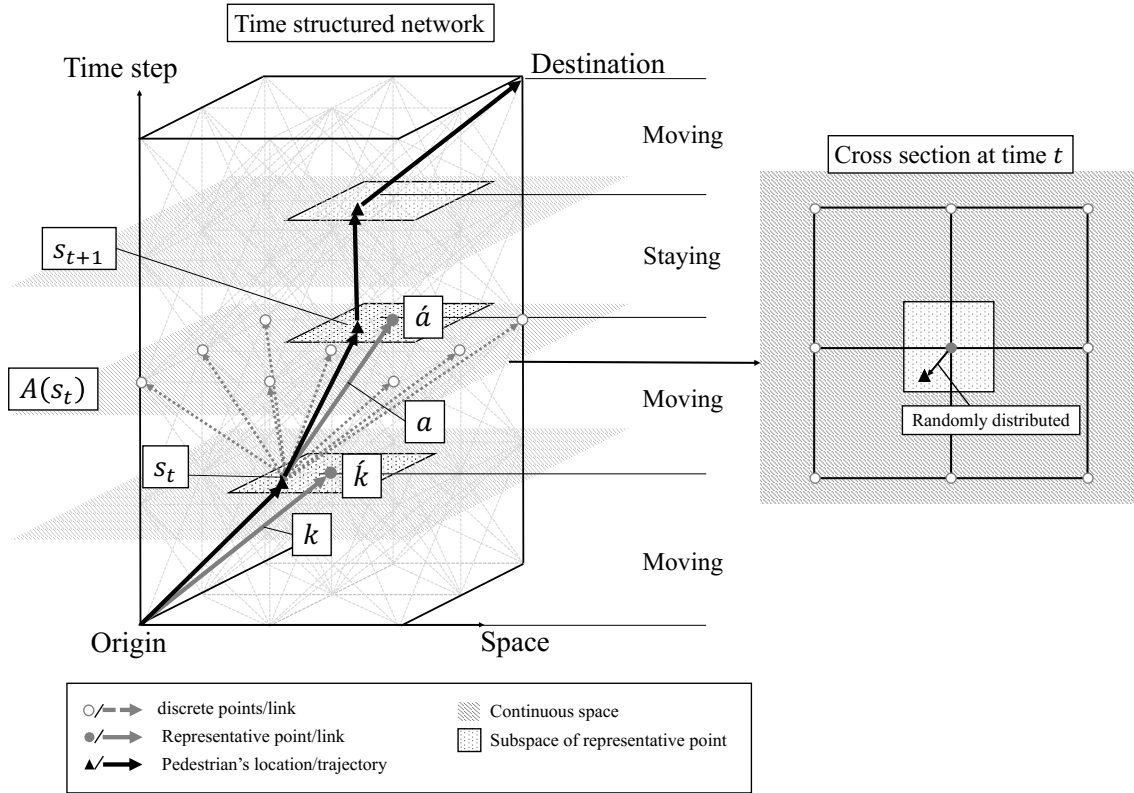 Time structured network
Time step
Destination
Moving
Cross section at time t
s_{t+1}
Staying
á
A(s_t)
Moving
a
Randomly distributed
s_t
ḱ
k
Moving
Origin
Space
discrete points/link
Continuous space
Representative point/link
Subspace of representative point
Pedestrian's location/trajectory